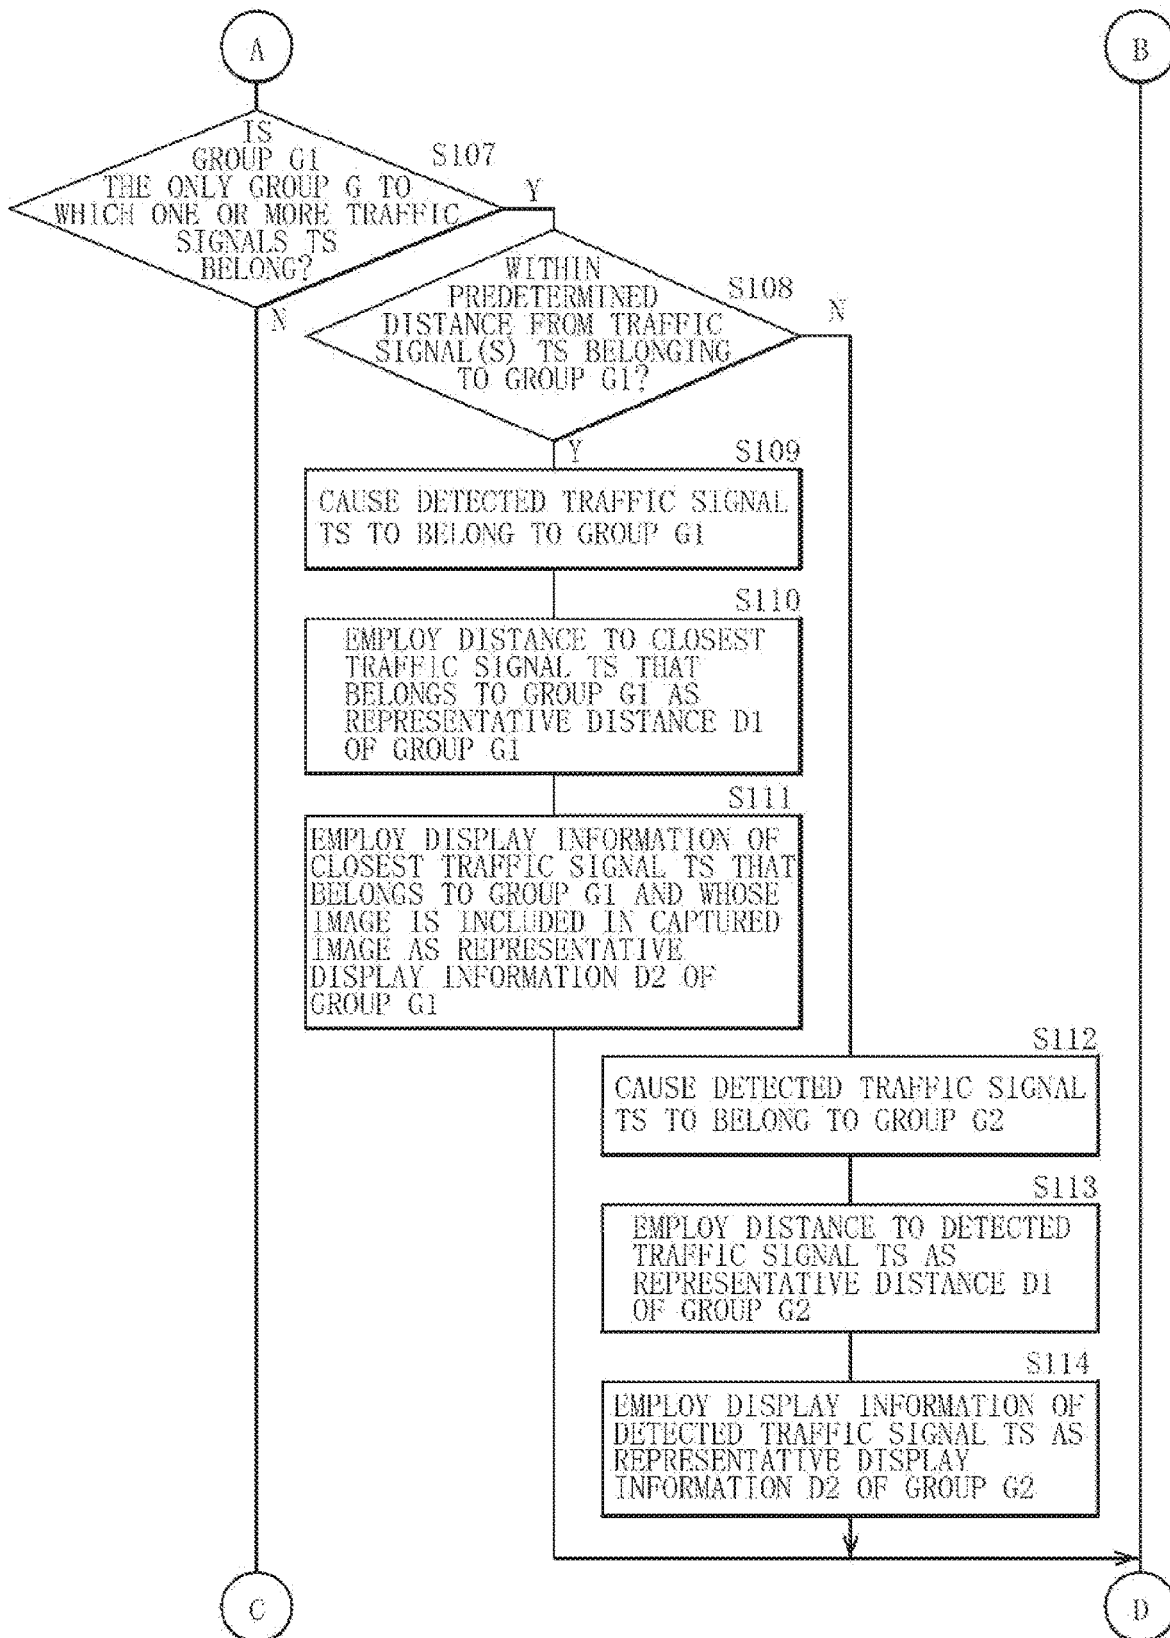 A
B
IS
GROUP G1
THE ONLY GROUP G TO
WHICH ONE OR MORE TRAFFIC
SIGNALS TS
BELONG?
S107
Y
N
WITHIN
PREDETERMINED
DISTANCE FROM TRAFFIC
SIGNAL(S) TS BELONGING
TO GROUP G1?
S108
N
Y
S109
CAUSE DETECTED TRAFFIC SIGNAL
TS TO BELONG TO GROUP G1
S110
EMPLOY DISTANCE TO CLOSEST
TRAFFIC SIGNAL TS THAT
BELONGS TO GROUP G1 AS
REPRESENTATIVE DISTANCE D1
OF GROUP G1
S111
EMPLOY DISPLAY INFORMATION OF
CLOSEST TRAFFIC SIGNAL TS THAT
BELONGS TO GROUP G1 AND WHOSE
IMAGE IS INCLUDED IN CAPTURED
IMAGE AS REPRESENTATIVE
DISPLAY INFORMATION D2 OF
GROUP G1
S112
CAUSE DETECTED TRAFFIC SIGNAL
TS TO BELONG TO GROUP G2
S113
EMPLOY DISTANCE TO DETECTED
TRAFFIC SIGNAL TS AS
REPRESENTATIVE DISTANCE D1
OF GROUP G2
S114
EMPLOY DISPLAY INFORMATION OF
DETECTED TRAFFIC SIGNAL TS AS
REPRESENTATIVE DISPLAY
INFORMATION D2 OF GROUP G2
C
D